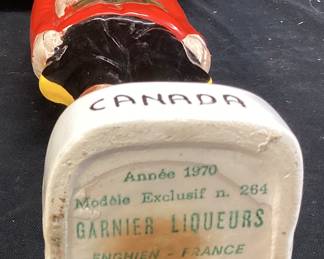 CANADA
Année 1970
Modèle Exclusif n. 264
GARNIER LIQUEURS
ENGHIEN - FRANCE